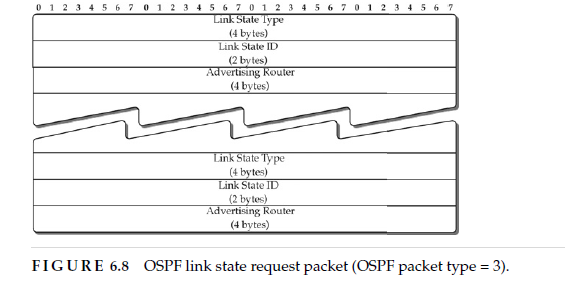 0 1 2 3 4 5 6 7 0 1 2 3 4 5 6 7 0 1 2 3 4 5 6 7 0 1 2 3 4 5 6 7
Link State Type
(4 bytes)
Link State ID
(2 bytes)
Advertising Router
(4 bytes)
Link State Type
(4 bytes)
Link State ID
(2 bytes)
Advertising Router
(4 bytes)
FIGURE 6.8 OSPF link state request packet (OSPF packet type = 3).